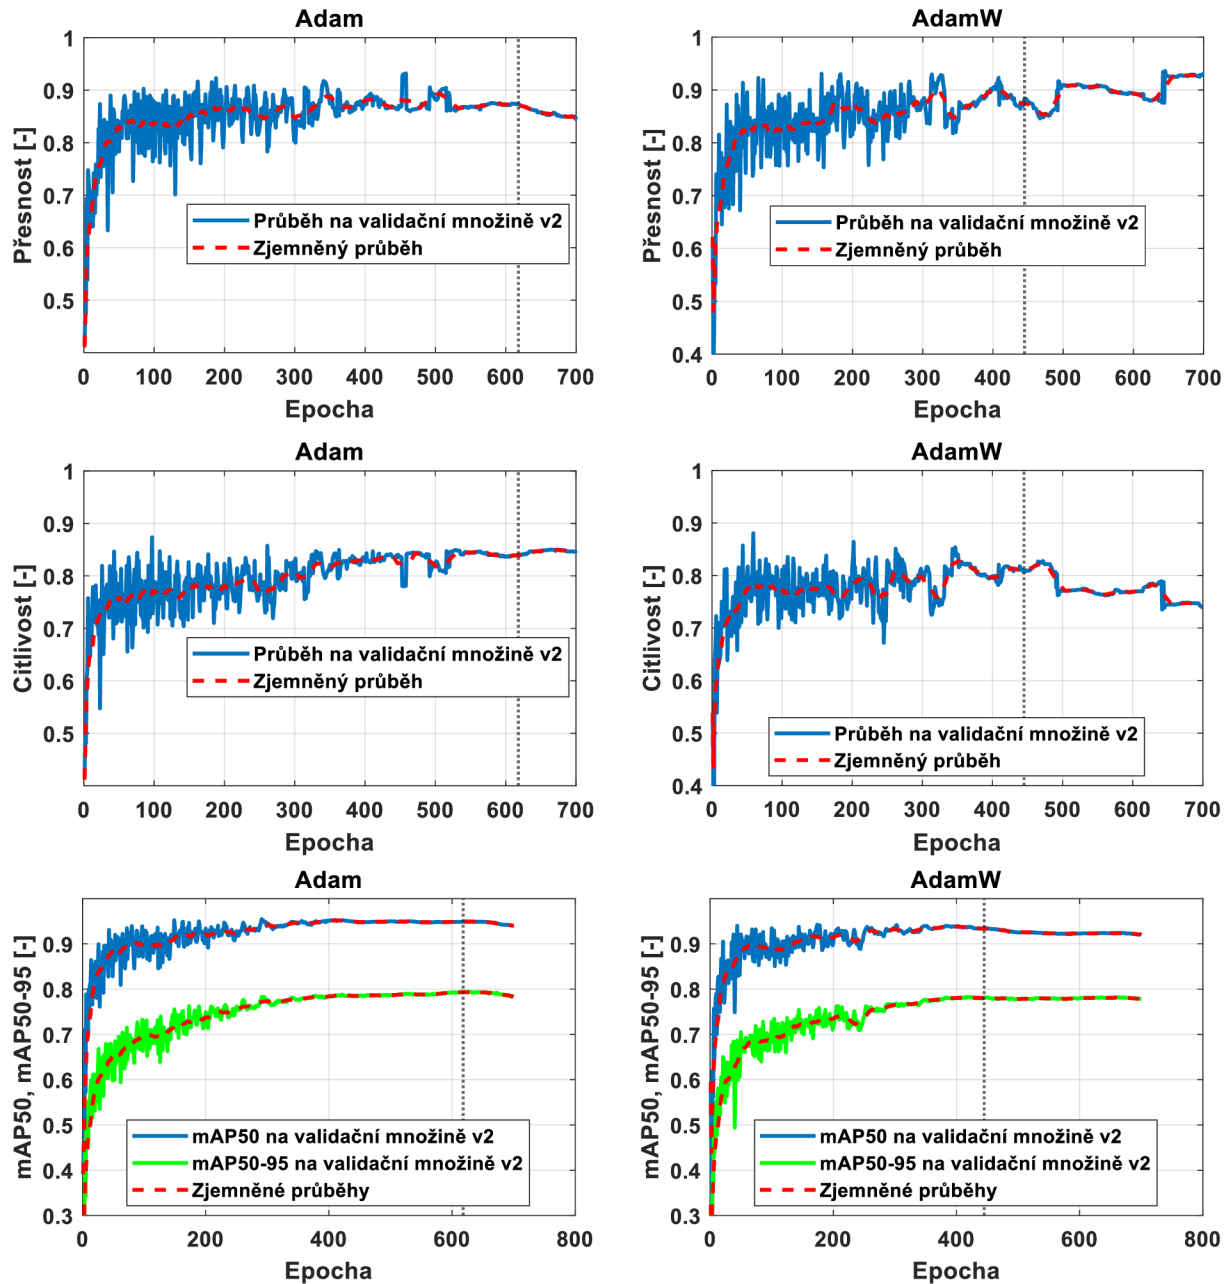 Adam
1
0.9
0.8
0.7
0.6
0.5
Přesnost [-]
Průběh na validační množině v2
Zjemněný průběh
0 100 200 300 400 500 600 700
Epocha
AdamW
1
0.9
0.8
0.7
0.6
0.5
0.4
Přesnost [-]
Průběh na validační množině v2
Zjemněný průběh
0 100 200 300 400 500 600 700
Epocha
Adam
1
0.9
0.8
0.7
0.6
0.5
Citlivost [-]
Průběh na validační množině v2
Zjemněný průběh
0 100 200 300 400 500 600 700
Epocha
AdamW
1
0.9
0.8
0.7
0.6
0.5
0.4
Citlivost [-]
Průběh na validační množině v2
Zjemněný průběh
0 100 200 300 400 500 600 700
Epocha
Adam
0.9
0.8
0.7
0.6
0.5
0.4
0.3
mAP50, mAP50-95 [-]
mAP50 na validační množině v2
mAP50-95 na validační množině v2
Zjemněné průběhy
0 200 400 600 800
Epocha
AdamW
0.9
0.8
0.7
0.6
0.5
0.4
0.3
mAP50, mAP50-95 [-]
mAP50 na validační množině v2
mAP50-95 na validační množině v2
Zjemněné průběhy
0 200 400 600 800
Epocha